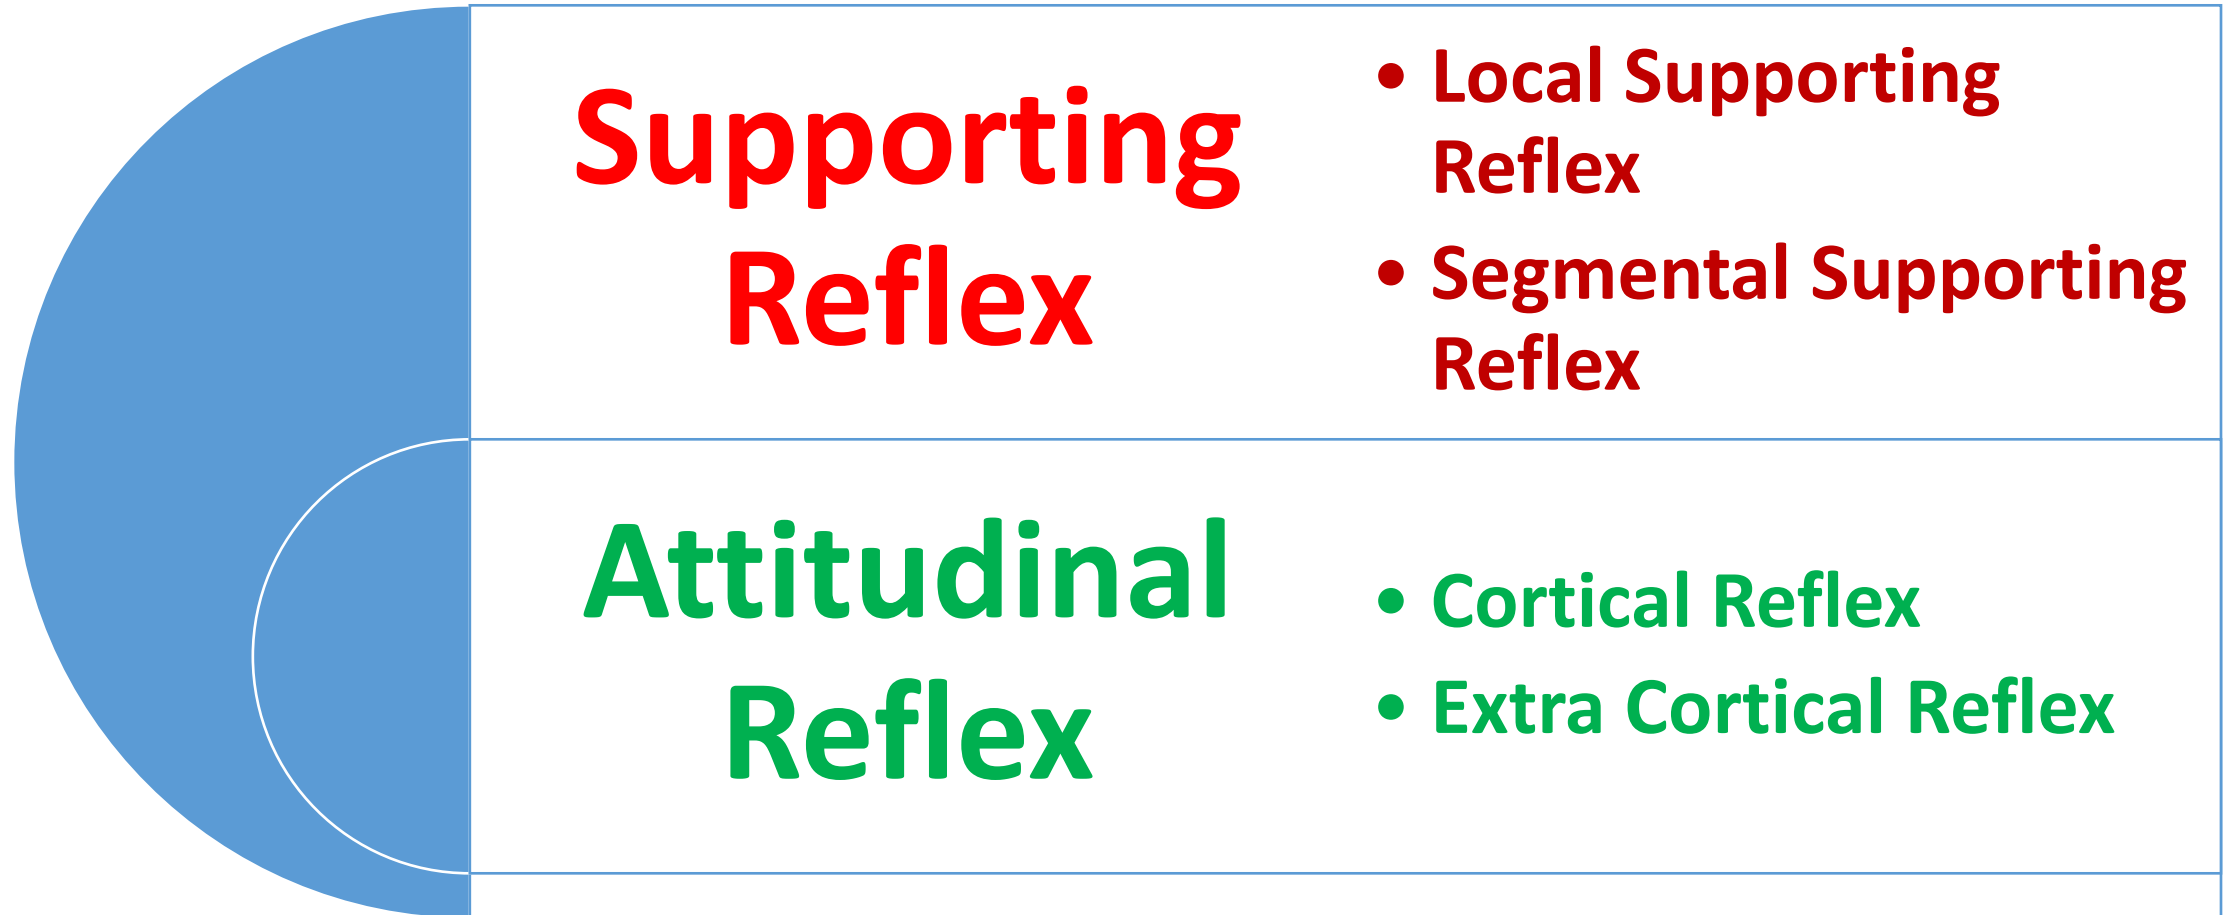 Supporting
Reflex
• Local Supporting
Reflex
• Segmental Supporting
Reflex
Attitudinal
Reflex
• Cortical Reflex
• Extra Cortical Reflex